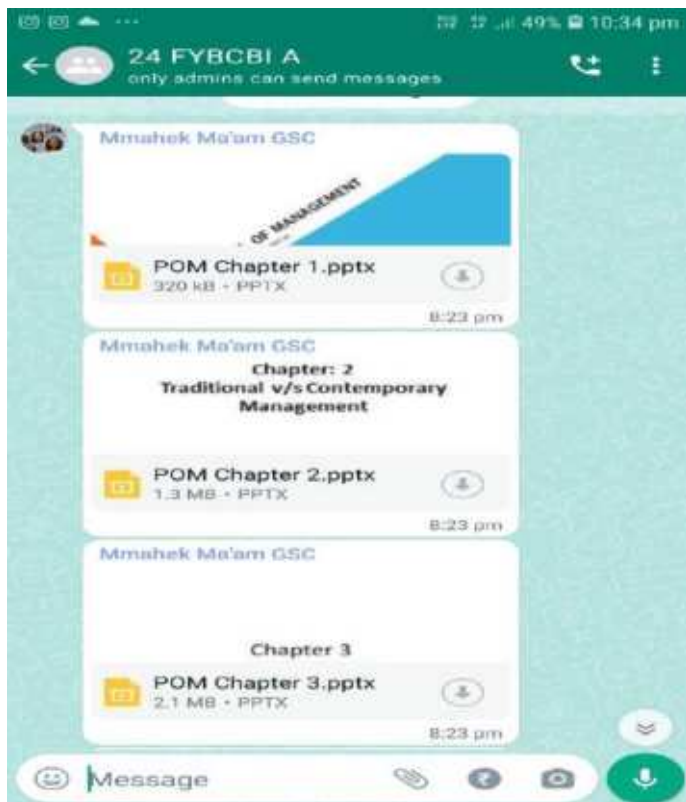 49% 10:34 pm
24 FYBCBI A
only admins can send messages
Mmahek Ma'am GSC
OF MANAGEMENT
POM Chapter 1.pptx
320 kB • PPTX
8:23 pm
Mmahek Ma'am GSC
Chapter: 2
Traditional v/s Contemporary
Management
POM Chapter 2.pptx
1.3 MB • PPTX
8:23 pm
Mmahek Ma'am GSC
Chapter 3
POM Chapter 3.pptx
2.1 MB • PPTX
8:23 pm
Message